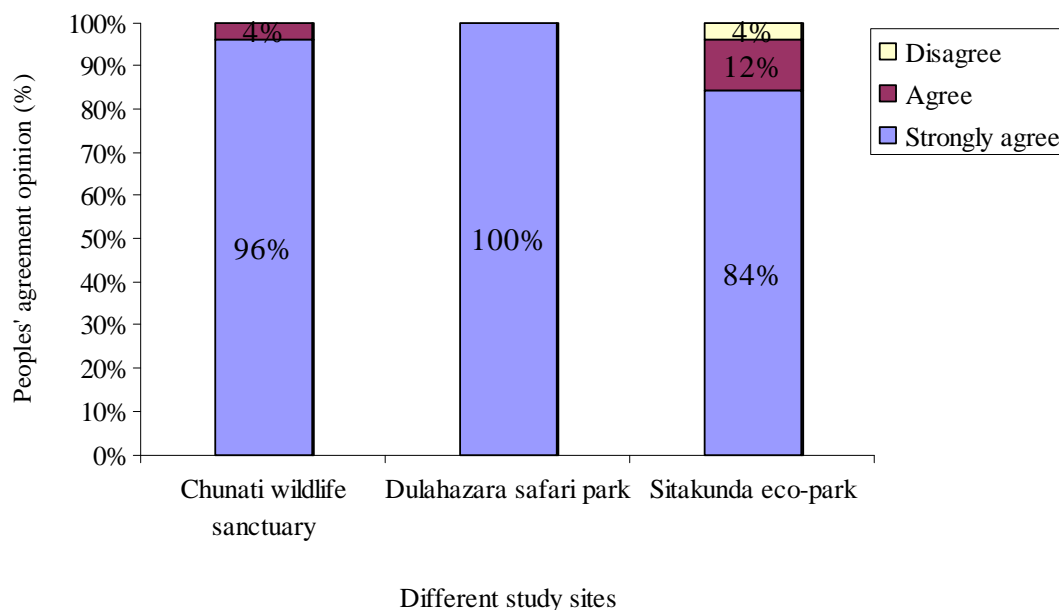 Peoples' agreement opinion (%)
100%
90%
80%
70%
60%
50%
40%
30%
20%
10%
0%
4%
96%
100%
4%
12%
84%
Disagree
Agree
Strongly agree
Chunati wildlife
sanctuary
Dulahazara safari park
Sitakunda eco-park
Different study sites